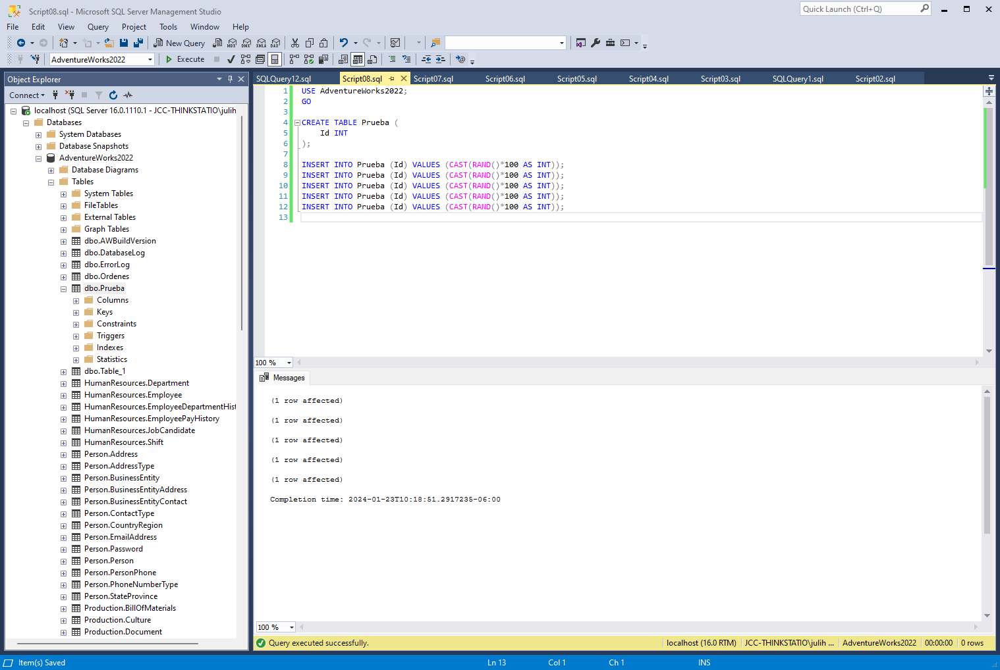 Script08.sql - Microsoft SQL Server Management Studio
Quick Launch (Ctrl+Q)
File Edit View Query Project Tools Window Help
New Query MDX DMX XMLA DAX
AdventureWorks2022 Execute
Object Explorer
Connect
localhost (SQL Server 16.0.1110.1 - JCC-THINKSTATIO\julih
Databases
System Databases
Database Snapshots
AdventureWorks2022
Database Diagrams
Tables
System Tables
FileTables
External Tables
Graph Tables
dbo.AWBuildVersion
dbo.DatabaseLog
dbo.ErrorLog
dbo.Ordenes
dbo.Prueba
Columns
Keys
Constraints
Triggers
Indexes
Statistics
dbo.Table_1
HumanResources.Department
HumanResources.Employee
HumanResources.EmployeeDepartmentHist
HumanResources.EmployeePayHistory
HumanResources.JobCandidate
HumanResources.Shift
Person.Address
Person.AddressType
Person.BusinessEntity
Person.BusinessEntityAddress
Person.BusinessEntityContact
Person.ContactType
Person.CountryRegion
Person.EmailAddress
Person.Password
Person.Person
Person.PersonPhone
Person.PhoneNumberType
Person.StateProvince
Production.BillOfMaterials
Production.Culture
Production.Document
SQLQuery12.sql Script08.sql Script07.sql Script06.sql Script05.sql Script04.sql Script03.sql SQLQuery1.sql Script02.sql
1 USE AdventureWorks2022;
2 GO
3
4 CREATE TABLE Prueba (
5 Id INT
6 );
7
8 INSERT INTO Prueba (Id) VALUES (CAST(RAND()*100 AS INT));
9 INSERT INTO Prueba (Id) VALUES (CAST(RAND()*100 AS INT));
10 INSERT INTO Prueba (Id) VALUES (CAST(RAND()*100 AS INT));
11 INSERT INTO Prueba (Id) VALUES (CAST(RAND()*100 AS INT));
12 INSERT INTO Prueba (Id) VALUES (CAST(RAND()*100 AS INT));
13
100 %
Messages
(1 row affected)
(1 row affected)
(1 row affected)
(1 row affected)
(1 row affected)
Completion time: 2024-01-23T10:18:51.2917235-06:00
100 %
Query executed successfully. localhost (16.0 RTM) JCC-THINKSTATIO\julih ... AdventureWorks2022 00:00:00 0 rows
Item(s) Saved Ln 13 Col 1 Ch 1 INS